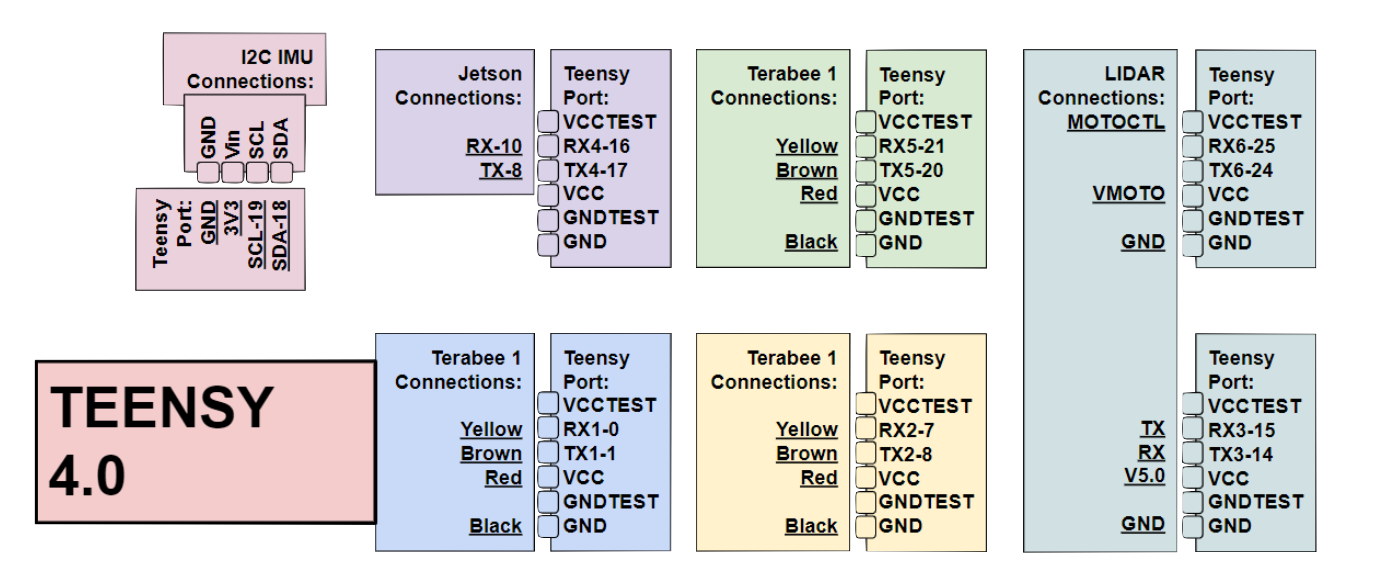 I2C IMU
Connections:
GND
Vin
SCL
SDA
Teensy
Port:
GND
3V3
SCL-19
SDA-18
Jetson
Connections:
RX-10
TX-8
Teensy
Port:
VCCTEST
RX4-16
TX4-17
VCC
GNDTEST
GND
Terabee 1
Connections:
Yellow
Brown
Red
Black
Teensy
Port:
VCCTEST
RX5-21
TX5-20
VCC
GNDTEST
GND
LIDAR
Connections:
MOTOCTL
VMOTO
GND
TX
RX
V5.0
GND
Teensy
Port:
VCCTEST
RX6-25
TX6-24
VCC
GNDTEST
GND
TEENSY
4.0
Terabee 1
Connections:
Yellow
Brown
Red
Black
Teensy
Port:
VCCTEST
RX1-0
TX1-1
VCC
GNDTEST
GND
Terabee 1
Connections:
Yellow
Brown
Red
Black
Teensy
Port:
VCCTEST
RX2-7
TX2-8
VCC
GNDTEST
GND
Teensy
Port:
VCCTEST
RX3-15
TX3-14
VCC
GNDTEST
GND